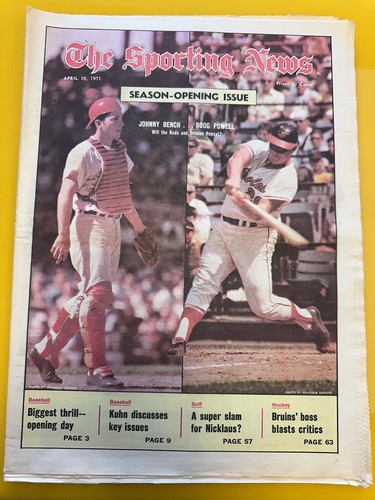 The Sporting News
APRIL 10, 1971
SEASON-OPENING ISSUE
JOHNNY BENCH . . BOOG POWELL
Will the Reds and Orioles Repeat?
Baseball
Biggest thrill--
opening day
PAGE 3
Baseball
Kuhn discusses
key issues
PAGE 9
Golf
A super slam
for Nicklaus?
PAGE 57
Hockey
Bruins' boss
blasts critics
PAGE 63